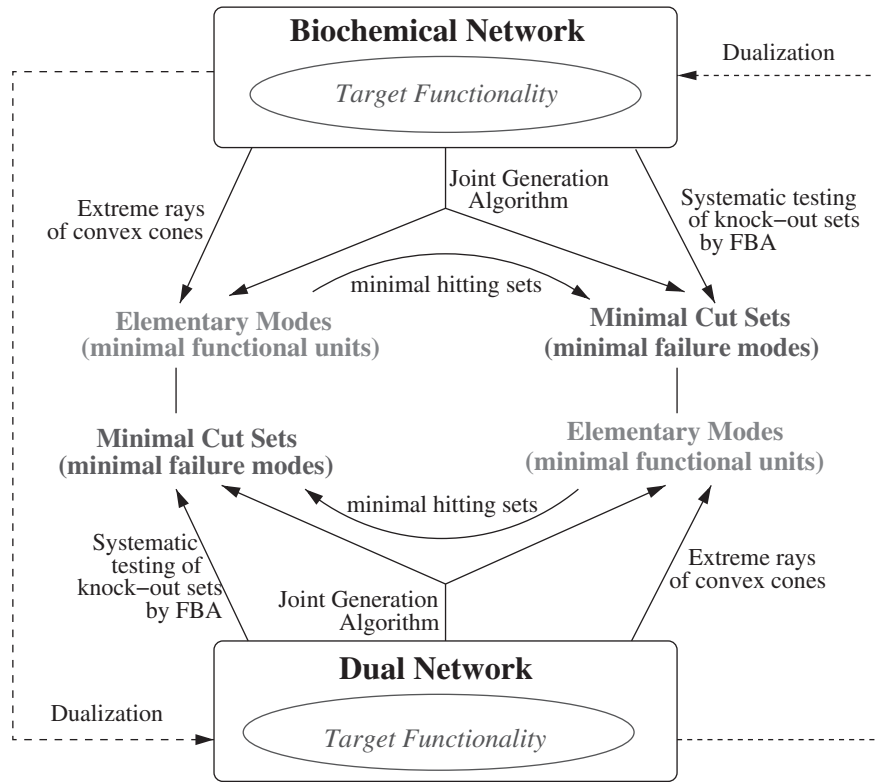 Biochemical Network
Target Functionality
Dualization
Joint Generation
Algorithm
Extreme rays
of convex cones
Systematic testing
of knock−out sets
by FBA
minimal hitting sets
Elementary Modes
(minimal functional units)
Minimal Cut Sets
(minimal failure modes)
Minimal Cut Sets
(minimal failure modes)
Elementary Modes
(minimal functional units)
minimal hitting sets
Systematic
testing of
knock−out sets
by FBA
Extreme rays
of convex cones
Joint Generation
Algorithm
Dual Network
Dualization
Target Functionality